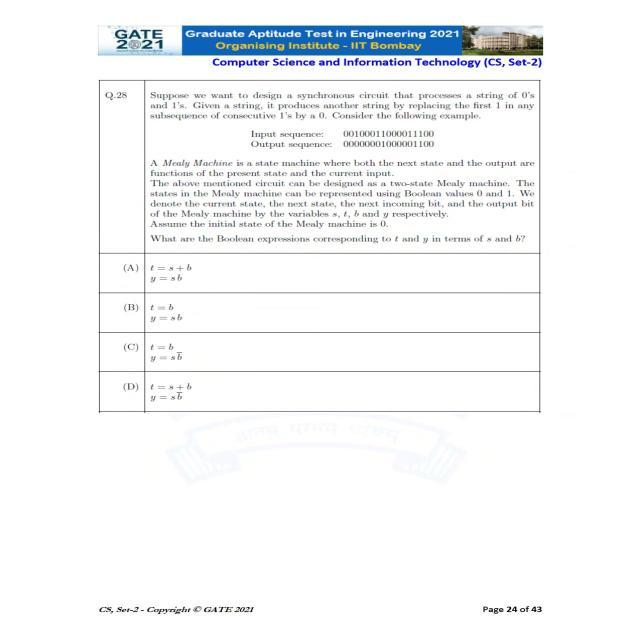 GATE
2021
Graduate Aptitude Test in Engineering 2021
Organising Institute - IIT Bombay
Computer Science and Information Technology (CS, Set-2)
Q.28
Suppose we want to design a synchronous circuit that processes a string of 0's
and 1's. Given a string, it produces another string by replacing the first 1 in any
subsequence of consecutive 1's by a 0. Consider the following example.
Input sequence: 00100011000011100
Output sequence: 00000001000001100
A Mealy Machine is a state machine where both the next state and the output are
functions of the present state and the current input.
The above mentioned circuit can be designed as a two-state Mealy machine. The
states in the Mealy machine can be represented using Boolean values 0 and 1. We
denote the current state, the next state, the next incoming bit, and the output bit
of the Mealy machine by the variables s, t, b and y respectively.
Assume the initial state of the Mealy machine is 0.
What are the Boolean expressions corresponding to t and y in terms of s and b?
(A) t = s + b
y = s b
(B) t = b
y = s b
(C) t = b
y = s b̅
(D) t = s + b
y = s b̅
CS, Set-2 - Copyright © GATE 2021
Page 24 of 43